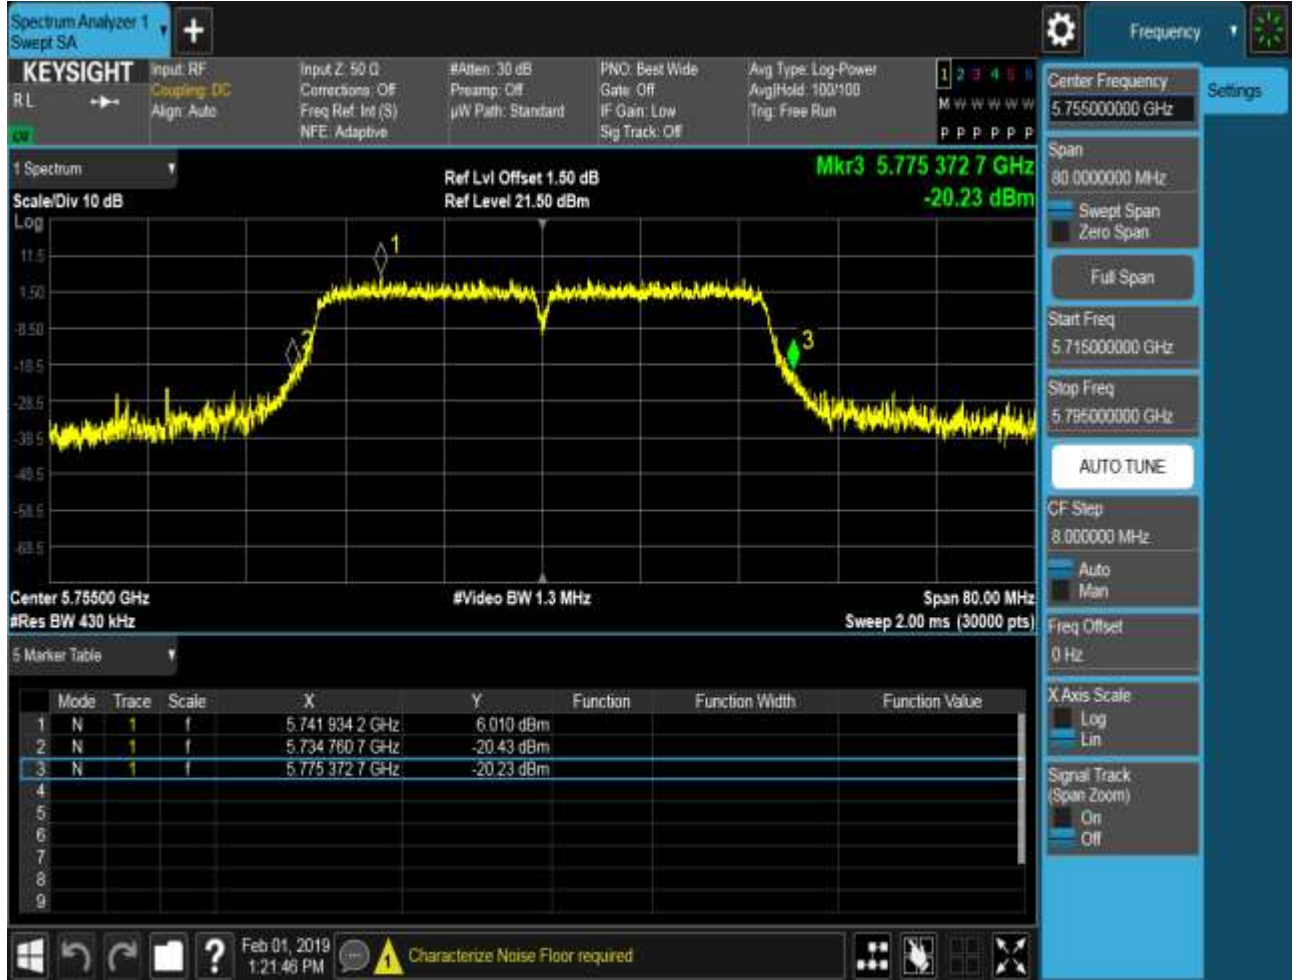 Spectrum Analyzer 1
Swept SA
Frequency
KEYSIGHT
RL
Input: RF
Coupling: DC
Align: Auto
Input Z: 50 Ω
Corrections: Off
Freq Ref: Int (S)
NFE: Adaptive
#Atten: 30 dB
Preamp: Off
µW Path: Standard
PNO: Best Wide
Gate: Off
IF Gain: Low
Sig Track: Off
Avg Type: Log-Power
Avg|Hold: 100/100
Trig: Free Run
1 2 3 4 5 6
M W W W W W
P P P P P P
1 Spectrum
Scale/Div 10 dB
Ref Lvl Offset 1.50 dB
Ref Level 21.50 dBm
Mkr3 5.775 372 7 GHz
-20.23 dBm
Log
11.5
1.50
-8.50
-18.5
-28.5
-38.5
-48.5
-58.5
-68.5
1
2
3
Center 5.75500 GHz
#Video BW 1.3 MHz
Span 80.00 MHz
#Res BW 430 kHz
Sweep 2.00 ms (30000 pts)
5 Marker Table
Mode Trace Scale X Y Function Function Width Function Value
1 N 1 f 5.741 934 2 GHz 6.010 dBm
2 N 1 f 5.734 760 7 GHz -20.43 dBm
3 N 1 f 5.775 372 7 GHz -20.23 dBm
4
5
6
7
8
9
Center Frequency
5.755000000 GHz
Settings
Span
80.0000000 MHz
Swept Span
Zero Span
Full Span
Start Freq
5.715000000 GHz
Stop Freq
5.795000000 GHz
AUTO TUNE
CF Step
8.000000 MHz
Auto
Man
Freq Offset
0 Hz
X Axis Scale
Log
Lin
Signal Track
(Span Zoom)
On
Off
?
Feb 01, 2019
1:21:46 PM
1
Characterize Noise Floor required